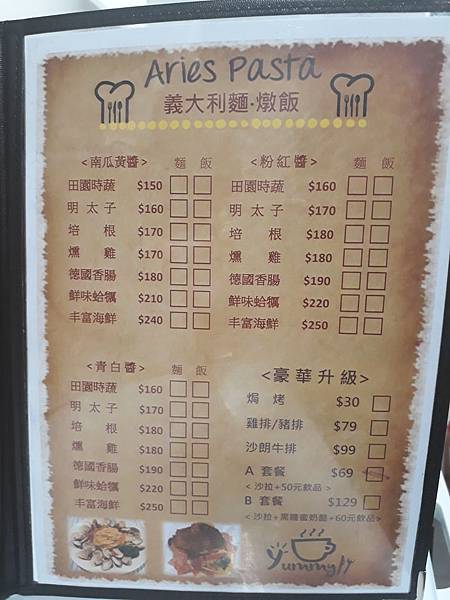 Aries Pasta
義大利麵·燉飯
<南瓜黃醬> 麵 飯
田園時蔬 $150
明太子 $160
培根 $170
燻雞 $170
德國香腸 $180
鮮味蛤蠣 $210
丰富海鮮 $240
<粉紅醬> 麵 飯
田園時蔬 $160
明太子 $170
培根 $180
燻雞 $180
德國香腸 $190
鮮味蛤蠣 $220
丰富海鮮 $250
<青白醬> 麵 飯
田園時蔬 $160
明太子 $170
培根 $180
燻雞 $180
德國香腸 $190
鮮味蛤蠣 $220
丰富海鮮 $250
<豪華升級>
焗烤 $30
雞排/豬排 $79
沙朗牛排 $99
A 套餐 $69
< 沙拉+50元飲品 >
B 套餐 $129
< 沙拉+黑糖蜜奶酪+60元飲品>
yummy!!